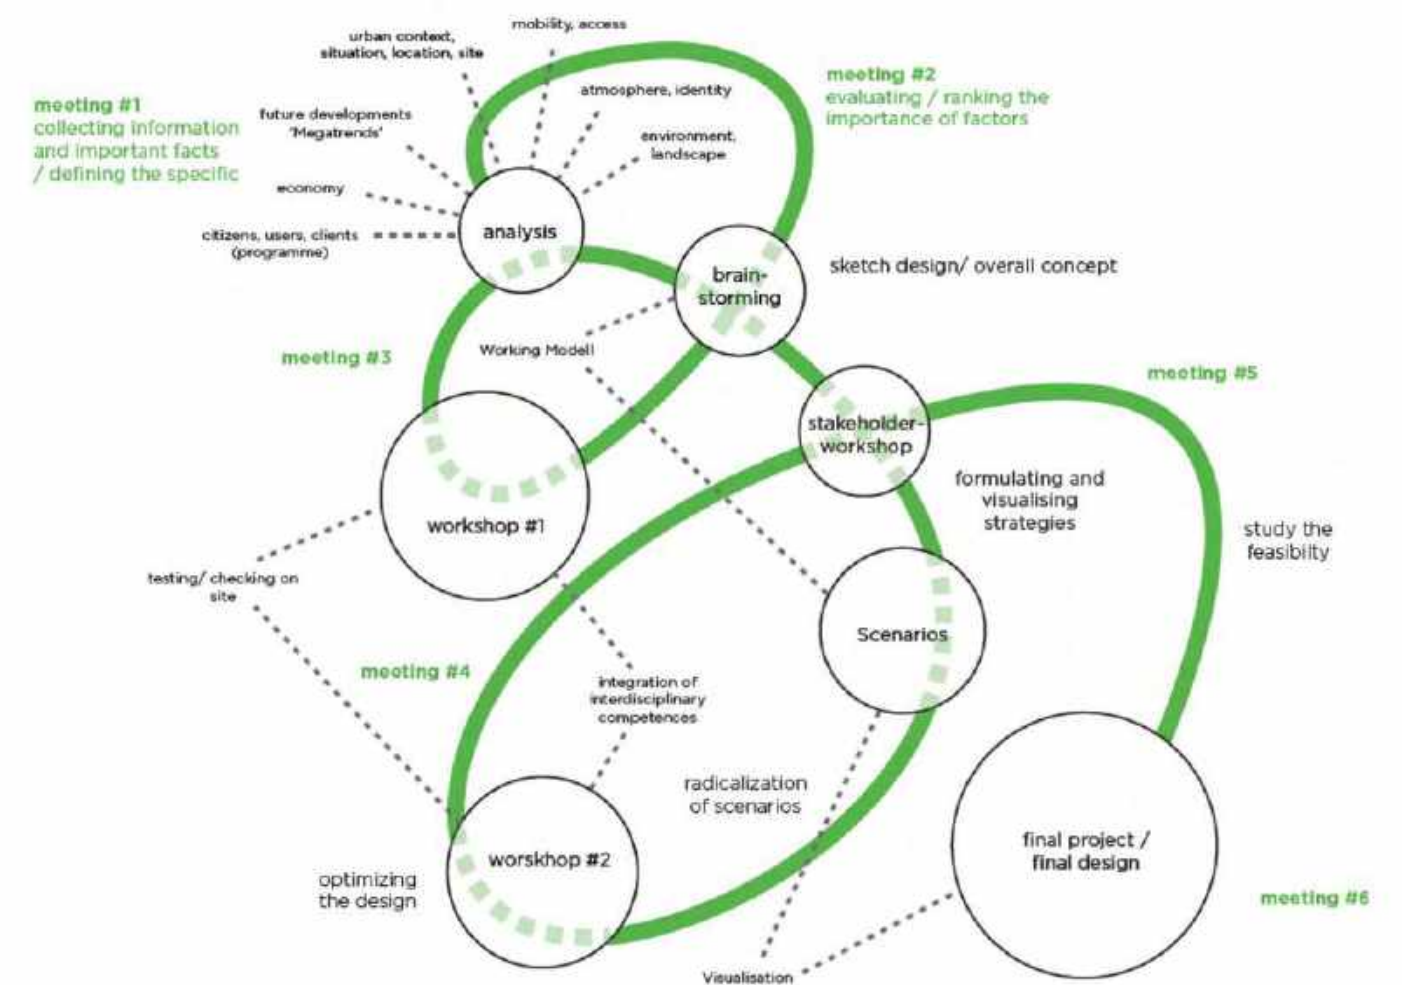 mobility, access
urban context,
situation, location, site
meeting #2
evaluating / ranking the
importance of factors
atmosphere, identity
meeting #1
collecting information
and important facts
/ defining the specific
future developments
'Megatrends'
environment,
landscape
economy
citizens, users, clients
(programme)
analysis
brain-
storming
sketch design/ overall concept
meeting #3
Working Modell
meeting #5
stakeholder-
workshop
formulating and
visualising
strategies
workshop #1
study the
feasibilty
testing/ checking on
site
Scenarios
meeting #4
integration of
interdisciplinary
competences
radicalization
of scenarios
final project /
final design
worskhop #2
optimizing
the design
meeting #6
Visualisation